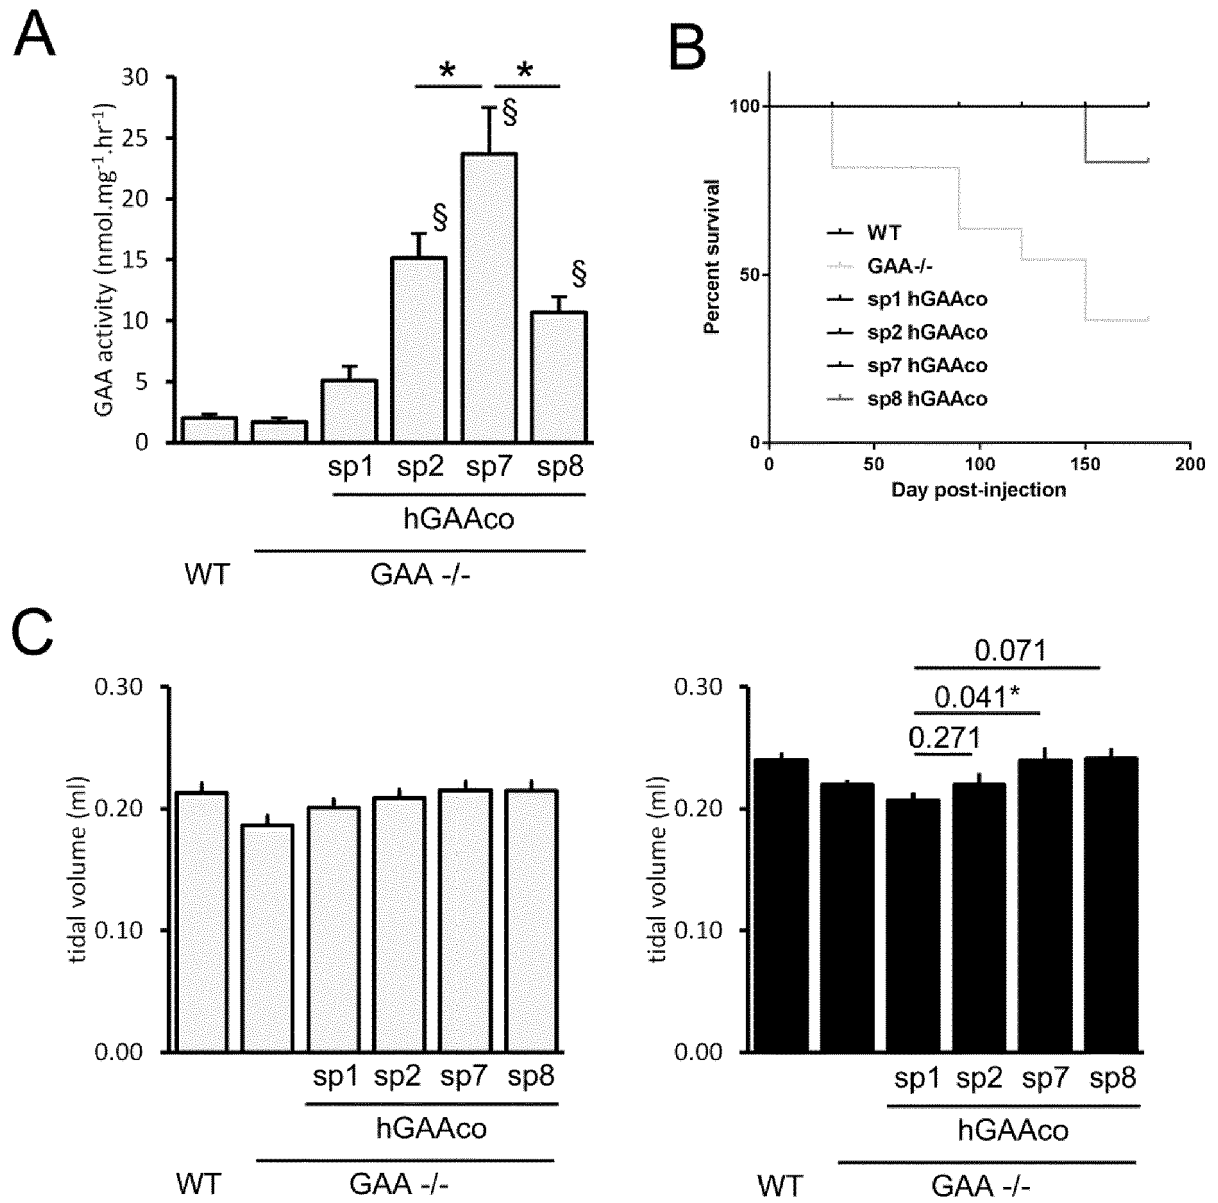 A
GAA activity (nmol.mg⁻¹.hr⁻¹)
30
25
20
15
10
5
0
*
*
§
§
§
sp1 sp2 sp7 sp8
hGAAco
WT GAA -/-
B
Percent survival
100
50
0
WT
GAA-/-
sp1 hGAAco
sp2 hGAAco
sp7 hGAAco
sp8 hGAAco
0 50 100 150 200
Day post-injection
C
tidal volume (ml)
0.30
0.20
0.10
0.00
sp1 sp2 sp7 sp8
hGAAco
WT GAA -/-
tidal volume (ml)
0.30
0.20
0.10
0.00
0.071
0.041*
0.271
sp1 sp2 sp7 sp8
hGAAco
WT GAA -/-